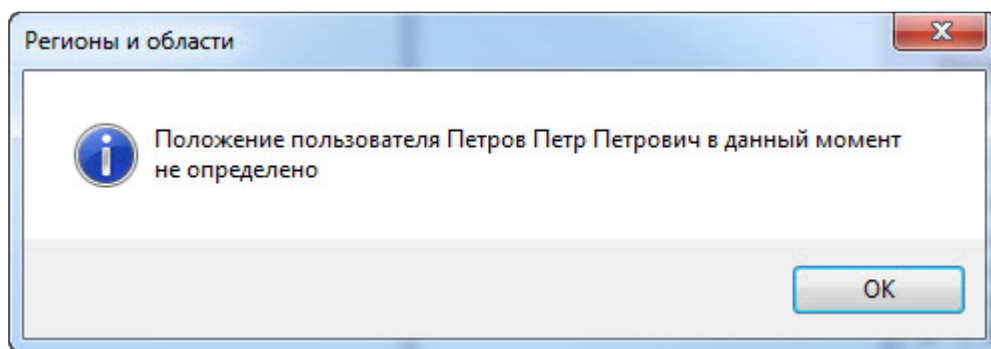 Регионы и области
Положение пользователя Петров Петр Петрович в данный момент
не определено
OK